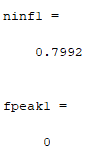 ninf1 =
0.7992
fpeak1 =
0